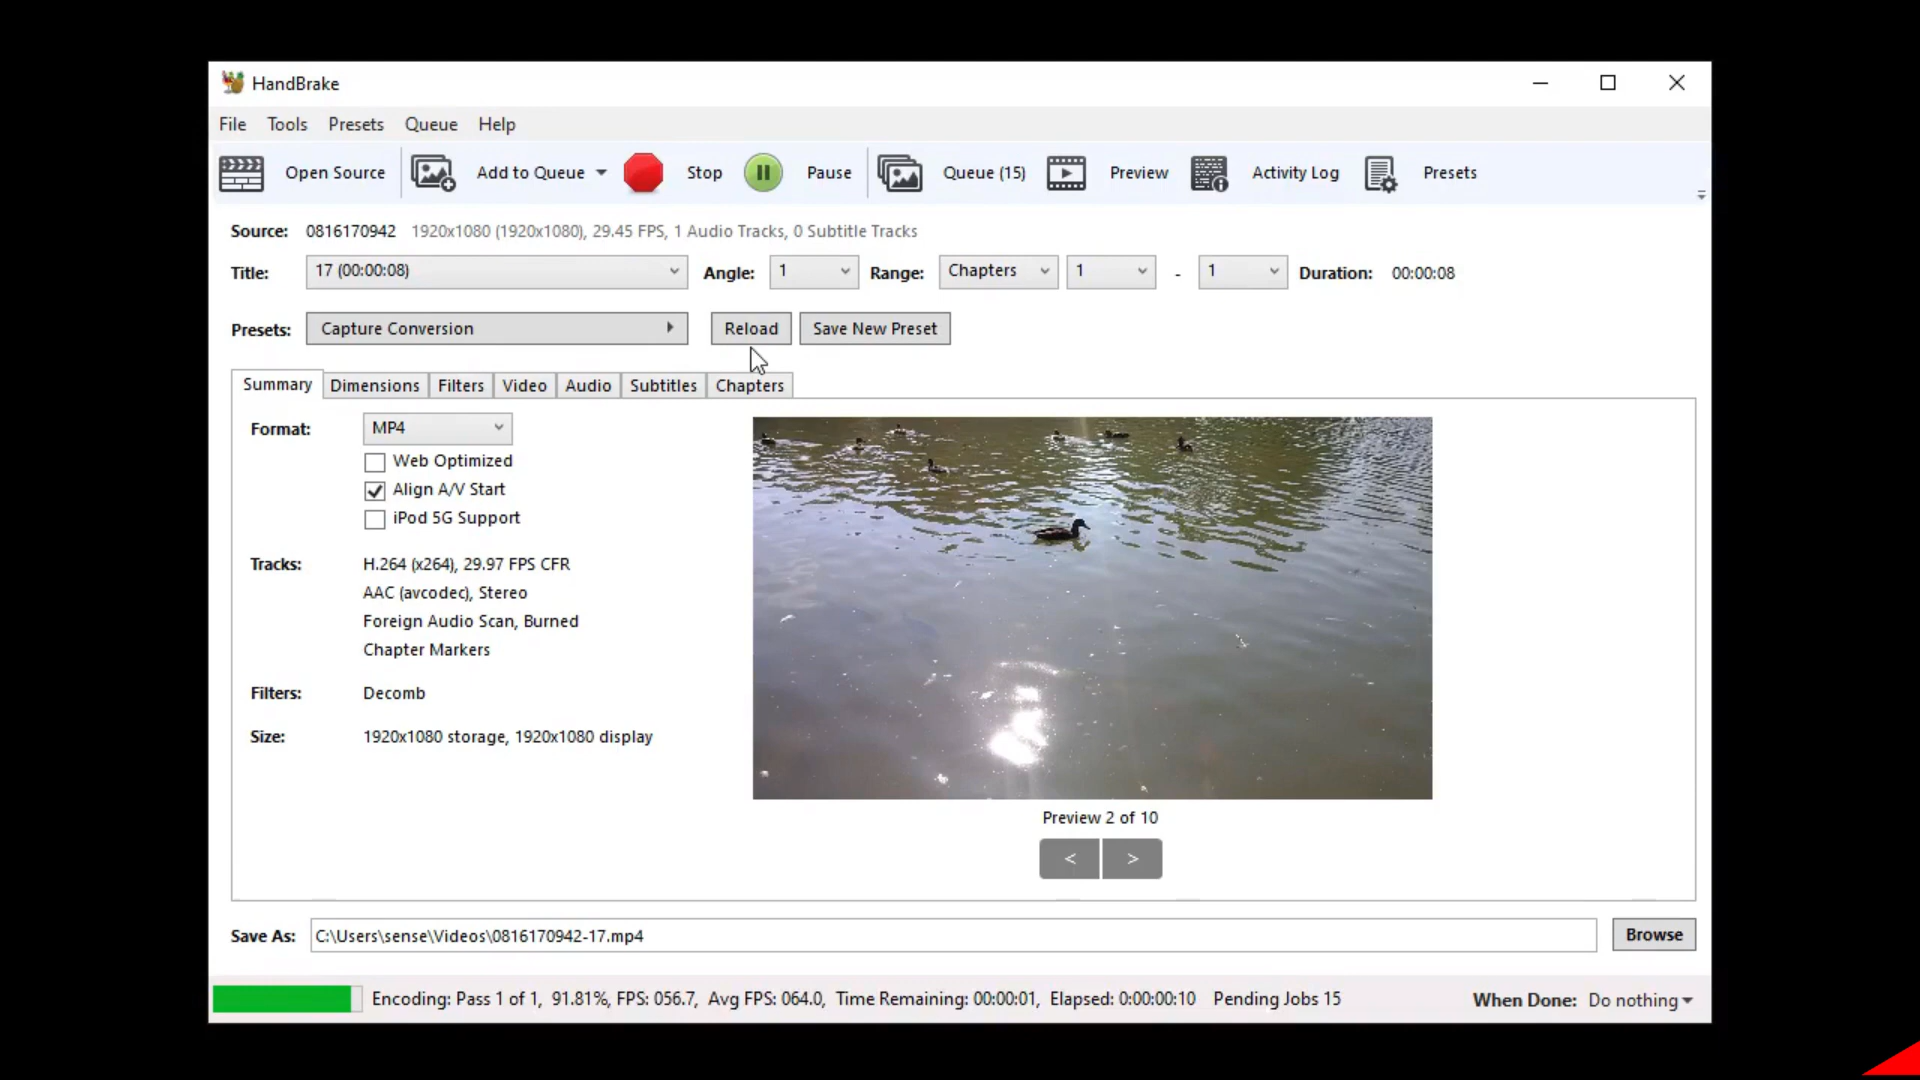 HandBrake
File Tools Presets Queue Help
Open Source Add to Queue Stop Pause Queue (15) Preview Activity Log Presets
Source: 0816170942 1920x1080 (1920x1080), 29.45 FPS, 1 Audio Tracks, 0 Subtitle Tracks
Title: 17 (00:00:08) Angle: 1 Range: Chapters 1 - 1 Duration: 00:00:08
Presets: Capture Conversion Reload Save New Preset
Summary Dimensions Filters Video Audio Subtitles Chapters
Format: MP4
Web Optimized
Align A/V Start
iPod 5G Support
Tracks: H.264 (x264), 29.97 FPS CFR
AAC (avcodec), Stereo
Foreign Audio Scan, Burned
Chapter Markers
Filters: Decomb
Size: 1920x1080 storage, 1920x1080 display
Preview 2 of 10
< >
Save As: C:\Users\sense\Videos\0816170942-17.mp4 Browse
Encoding: Pass 1 of 1, 91.81%, FPS: 056.7, Avg FPS: 064.0, Time Remaining: 00:00:01, Elapsed: 0:00:00:10 Pending Jobs 15 When Done: Do nothing